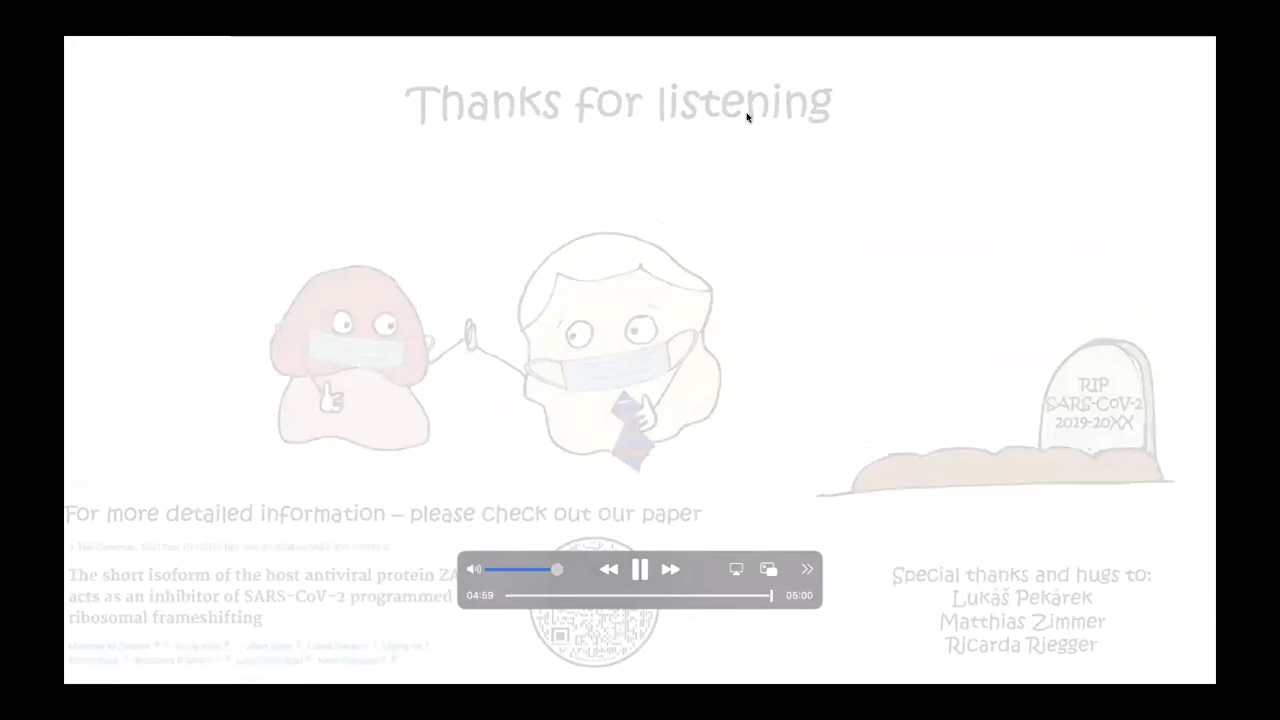 Thanks for listening
RIP
SARS-CoV-2
2019-20XX
For more detailed information – please check out our paper
The short isoform of the host antiviral protein ZA
acts as an inhibitor of SARS-CoV-2 programmed
ribosomal frameshifting
04:59
05:00
Special thanks and hugs to:
Lukáš Pekárek
Matthias Zimmer
Ricarda Riegger